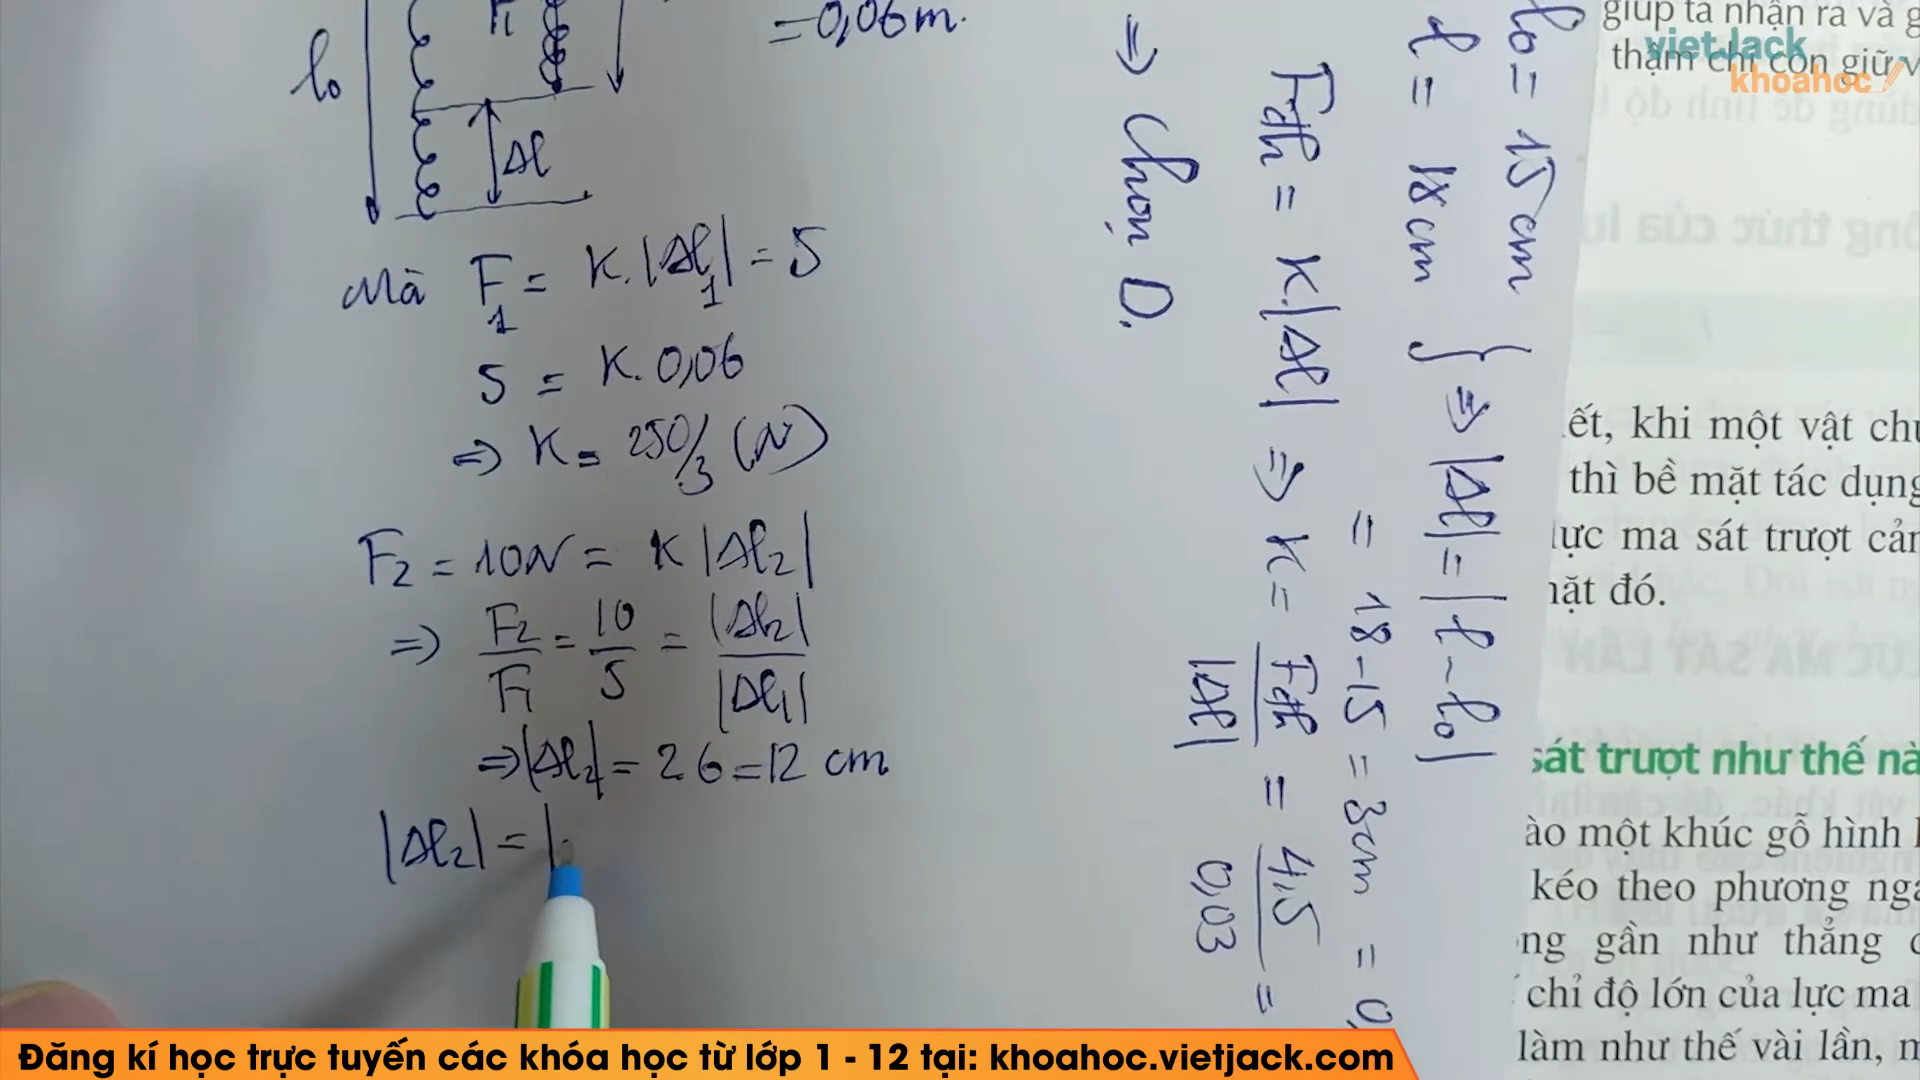 l₀
F₁
Δl
= 0,06 m.
Mà F₁ = K.|Δl₁| = 5
5 = K. 0,06
=> K = 250/3 (N)
F₂ = 10N = K |Δl₂|
=> F₂/F₁ = 10/5 = |Δl₂|/|Δl₁|
=> |Δl₂| = 2.6 = 12 cm
|Δl₂| = |
l₀ = 15 cm
l = 18 cm } => |Δl| = |l - l₀|
= 18 - 15 = 3cm = 0,
Fđh = K.|Δl| => K = Fđh/|Δl| = 4,5/0,03 =
=> Chọn D.
giúp ta nhận ra và g
thậm chí còn giữ v
vietJack
khoahoc
ết, khi một vật chu
thì bề mặt tác dụng
lực ma sát trượt cản
nặt đó.
sát trượt như thế nà
ào một khúc gỗ hình h
kéo theo phương nga
ng gần như thẳng đ
chỉ độ lớn của lực ma
làm như thế vài lần, m
Đăng kí học trực tuyến các khóa học từ lớp 1 - 12 tại: khoahoc.vietjack.com